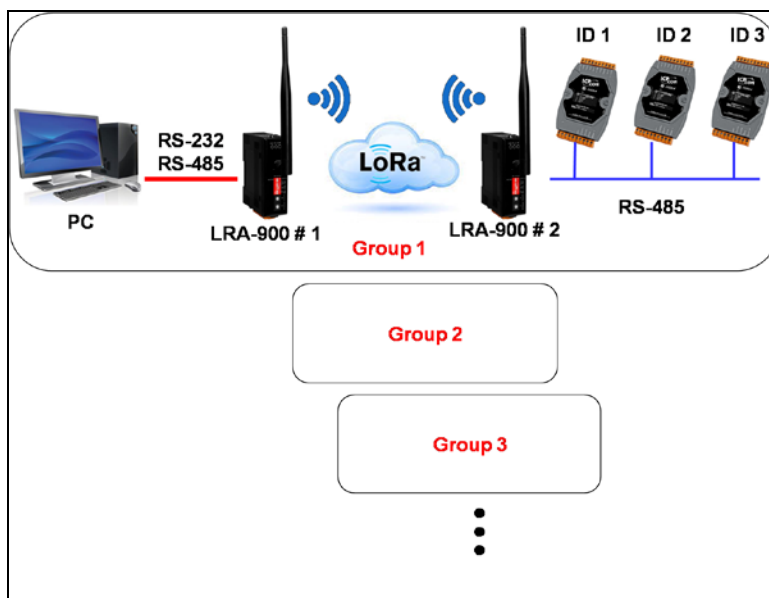 ID 1
ID 2
ID 3
RS-232
RS-485
LoRa™
PC
LRA-900 # 1
LRA-900 # 2
RS-485
Group 1
Group 2
Group 3